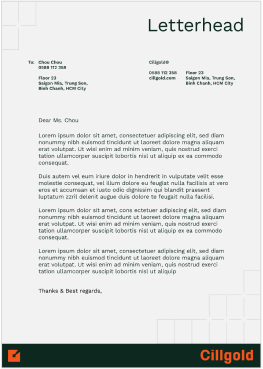 Letterhead
To: Chou Chou
0588 112 358
Floor 23
Saigon Mia, Trung Son,
Binh Chanh, HCM City
Cillgold®
0588 113 358
cillgold.com
Floor 23
Saigon Mia, Trung Son,
Binh Chanh, HCM City
Dear Ms. Chou
Lorem ipsum dolor sit amet, consectetuer adipiscing elit, sed diam
nonummy nibh euismod tincidunt ut laoreet dolore magna aliquam
erat volutpat. Ut wisi enim ad minim veniam, quis nostrud exerci
tation ullamcorper suscipit lobortis nisl ut aliquip ex ea commodo
consequat.
Duis autem vel eum iriure dolor in hendrerit in vulputate velit esse
molestie consequat, vel illum dolore eu feugiat nulla facilisis at vero
eros et accumsan et iusto odio dignissim qui blandit praesent
luptatum zzril delenit augue duis dolore te feugait nulla facilisi.
Lorem ipsum dolor sit amet, cons ectetuer adipiscing elit, sed diam
nonummy nibh euismod tincidunt ut laoreet dolore magna aliquam
erat volutpat. Ut wisi enim ad minim veniam, quis nostrud exerci
tation ullamcorper suscipit lobortis nisl ut aliquip ex ea commodo
consequat.
Lorem ipsum dolor sit amet, consectetuer adipiscing elit, sed diam
nonummy nibh euismod tincidunt ut laoreet dolore magna aliquam
erat volutpat. Ut wisi enim ad minim veniam, quis nostrud exerci
tation ullamcorper suscipit lobortis nisl ut aliquip
Thanks & Best regards,
Cillgold